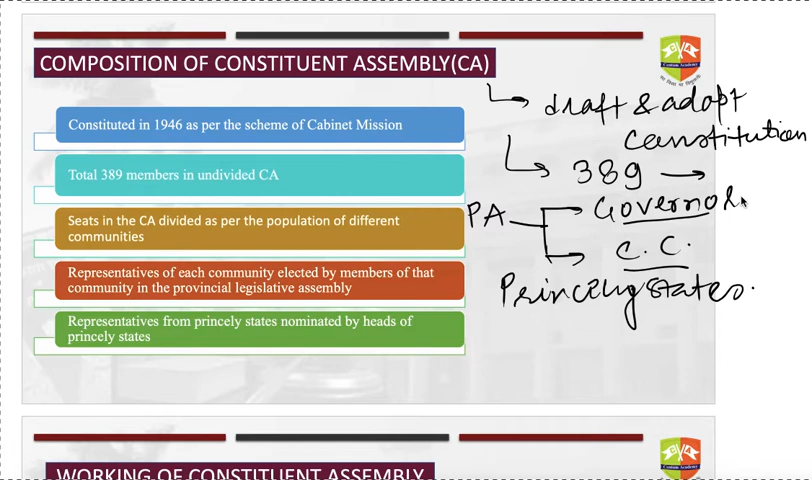 COMPOSITION OF CONSTITUENT ASSEMBLY(CA)
Constituted in 1946 as per the scheme of Cabinet Mission
Total 389 members in undivided CA
Seats in the CA divided as per the population of different
communities
Representatives of each community elected by members of that
community in the provincial legislative assembly
Representatives from princely states nominated by heads of
princely states
draft & adopt
constitution
389
PA
Governor
C.C.
Princely states.
WORKING OF CONSTITUENT ASSEMBLY